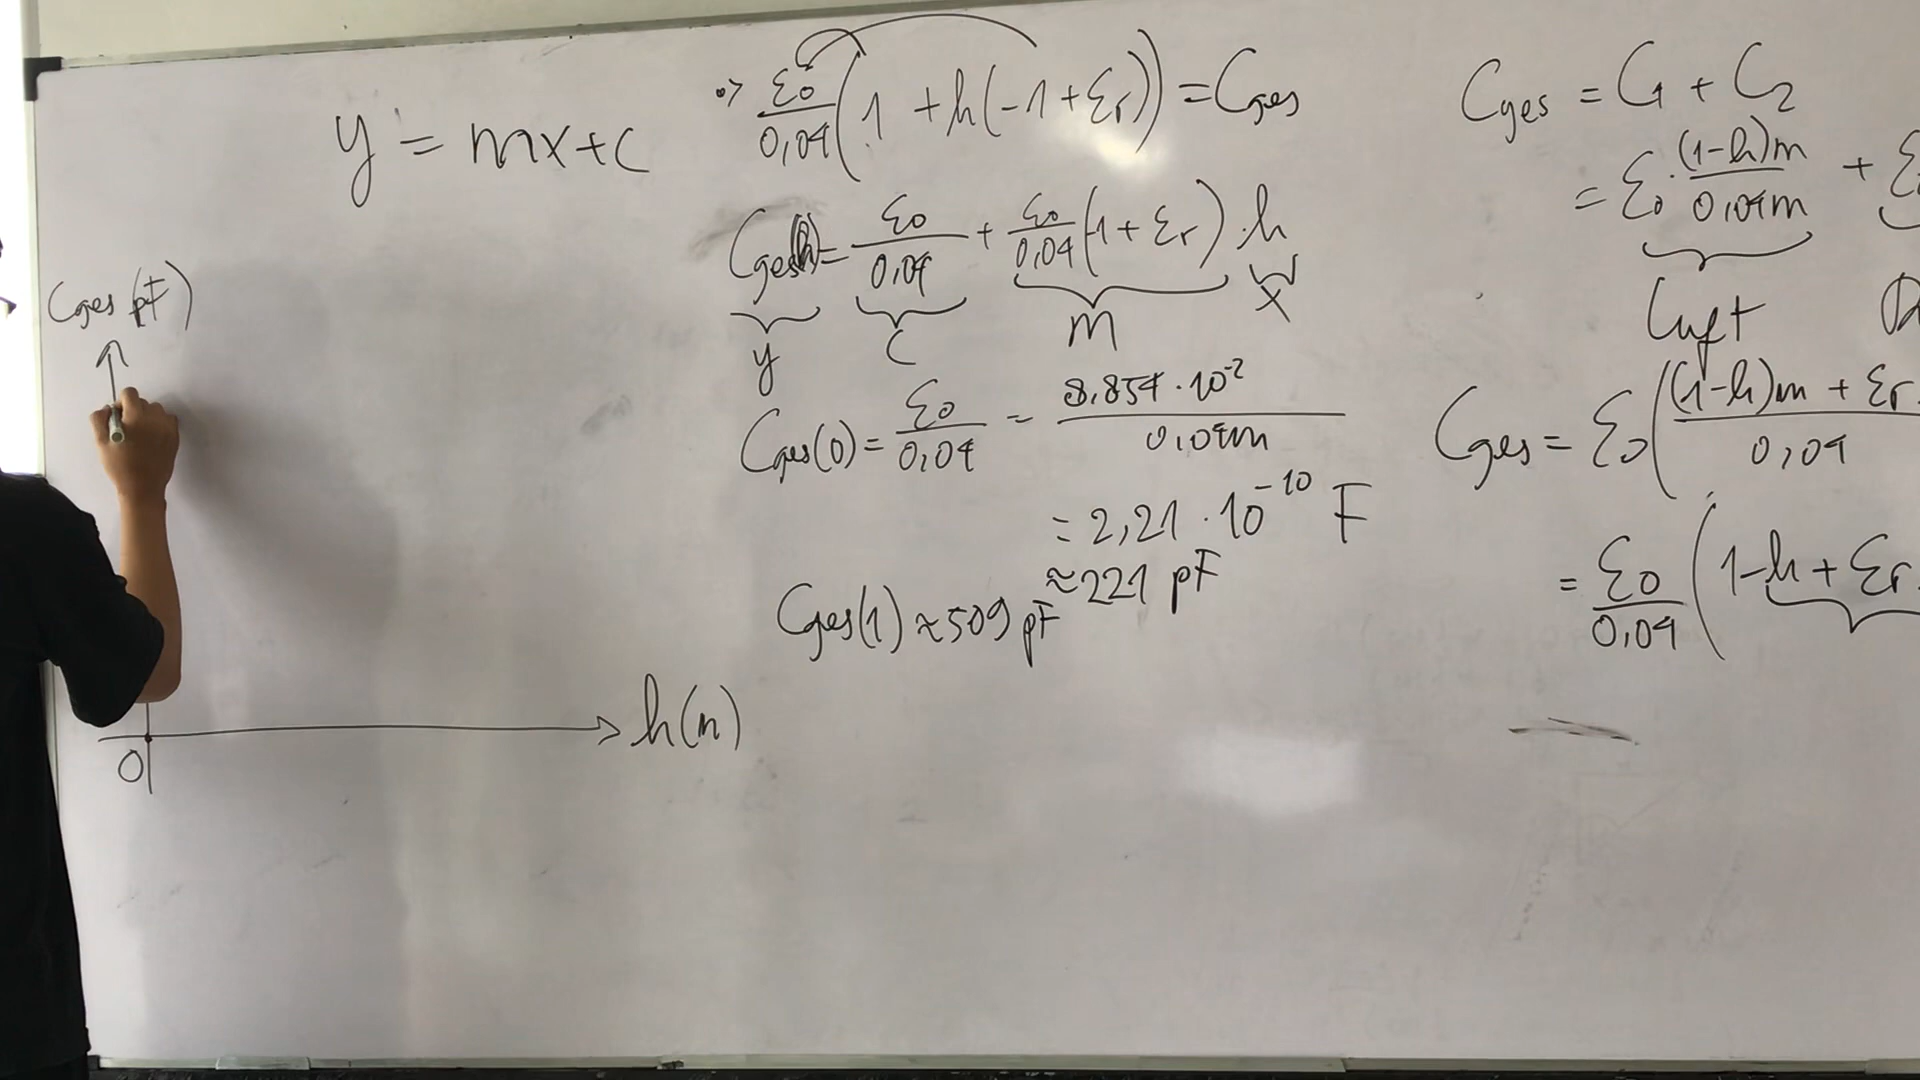 y = mx+c
Cges (pF)
h(m)
0
=> ε0/0,04 (1 + h(-1+εr)) = Cges
Cges(h) = ε0/0,04 + ε0/0,04 (-1+εr) · h
y c m x
Cges(0) = ε0/0,04 = 8,854 · 10^-2 / 0,04m
= 2,21 · 10^-10 F
≈ 221 pF
Cges(1) ≈ 509 pF
Cges = C1 + C2
= ε0 · (1-h)m / 0,04m +
Luft
Cges = ε0 ((1-h)m + εr / 0,04
= ε0/0,04 (1-h + εr